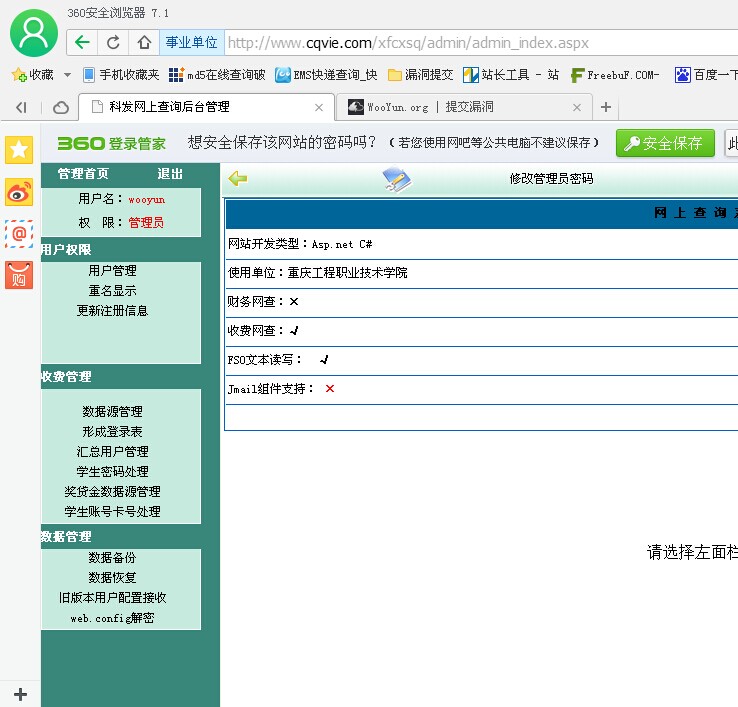 360安全浏览器 7.1
事业单位 http://www.cqvie.com/xfcxsq/admin/admin_index.aspx
收藏 手机收藏夹 md5在线查询破 EMS快递查询_快 漏洞提交 站长工具 - 站 FreebuF.COM- 百度一下
科发网上查询后台管理 WooYun.org | 提交漏洞
360登录管家 想安全保存该网站的密码吗？（若您使用网吧等公共电脑不建议保存） 安全保存 此
管理首页 退出
修改管理员密码
用户名：wooyun
权 限：管理员
用户权限
用户管理
重名显示
更新注册信息
收费管理
数据源管理
形成登录表
汇总用户管理
学生密码处理
奖贷金数据源管理
学生账号卡号处理
数据管理
数据备份
数据恢复
旧版本用户配置接收
web.config解密
网 上 查 询
网站开发类型：Asp.net C#
使用单位：重庆工程职业技术学院
财务网查：×
收费网查：√
FSO文本读写： √
Jmail组件支持： ×
请选择左面栏
购